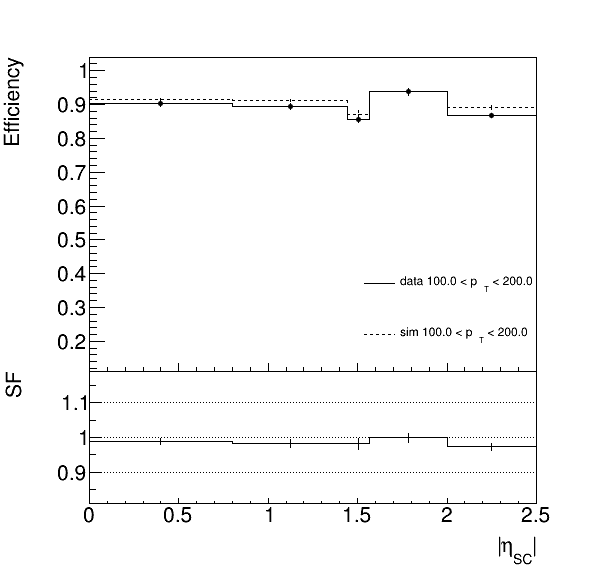 Efficiency
1
0.9
0.8
0.7
0.6
0.5
0.4
0.3
0.2
data 100.0 < p_T < 200.0
sim 100.0 < p_T < 200.0
SF
1.1
1
0.9
0 0.5 1 1.5 2 2.5
|η_SC|